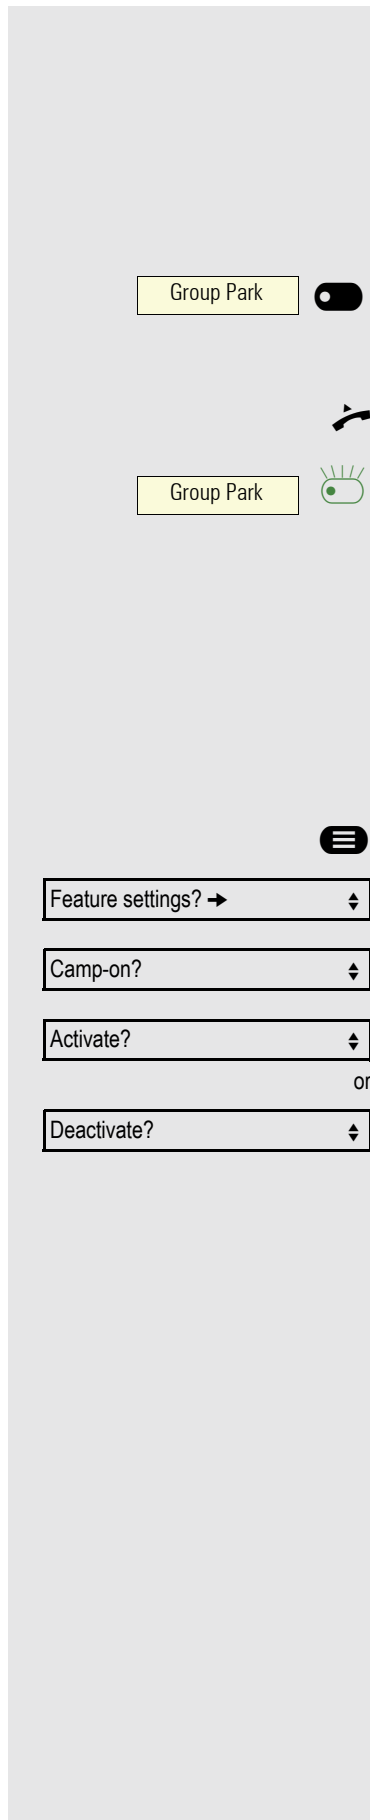 Group Park
Group Park
Feature settings? →
Camp-on?
Activate?
or
Deactivate?